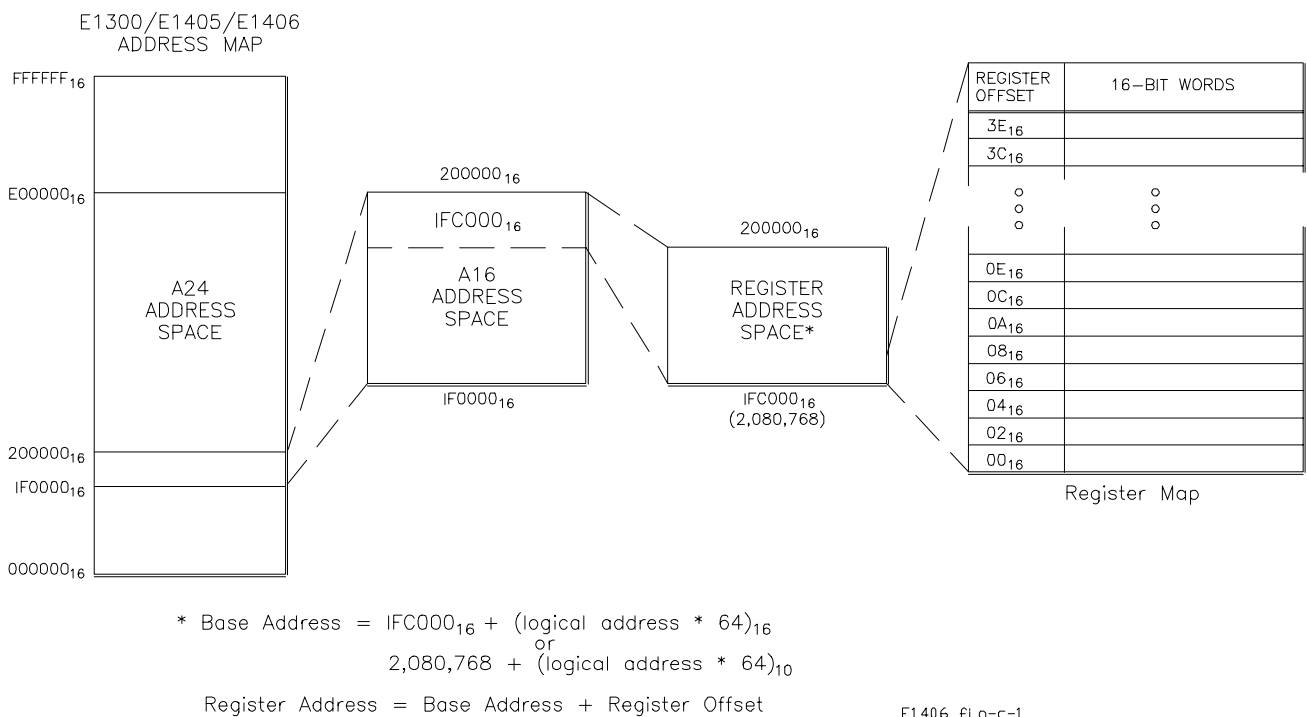 E1300/E1405/E1406
ADDRESS MAP
FFFFFF₁₆
E00000₁₆
A24
ADDRESS
SPACE
200000₁₆
IF0000₁₆
000000₁₆
200000₁₆
IFC000₁₆
A16
ADDRESS
SPACE
IF0000₁₆
200000₁₆
REGISTER
ADDRESS
SPACE*
IFC000₁₆
(2,080,768)
REGISTER
OFFSET
16-BIT WORDS
3E₁₆
3C₁₆
0E₁₆
0C₁₆
0A₁₆
08₁₆
06₁₆
04₁₆
02₁₆
00₁₆
Register Map
* Base Address = IFC000₁₆ + (logical address * 64)₁₆
or
2,080,768 + (logical address * 64)₁₀
Register Address = Base Address + Register Offset